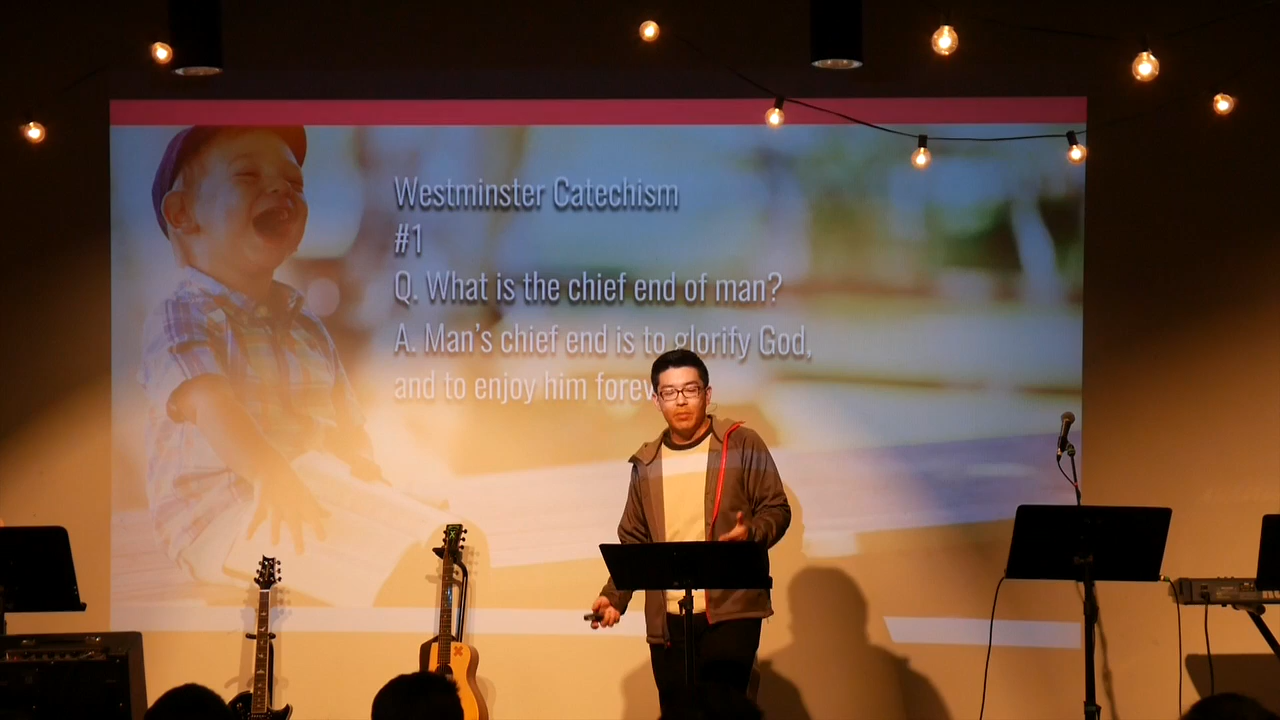 Westminster Catechism
#1
Q. What is the chief end of man?
A. Man's chief end is to glorify God,
and to enjoy him